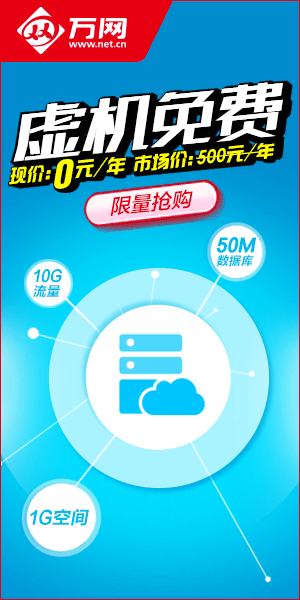 万网
www.net.cn
虚机免费
现价:0元/年 市场价:500元/年
限量抢购
50M
数据库
10G
流量
1G空间